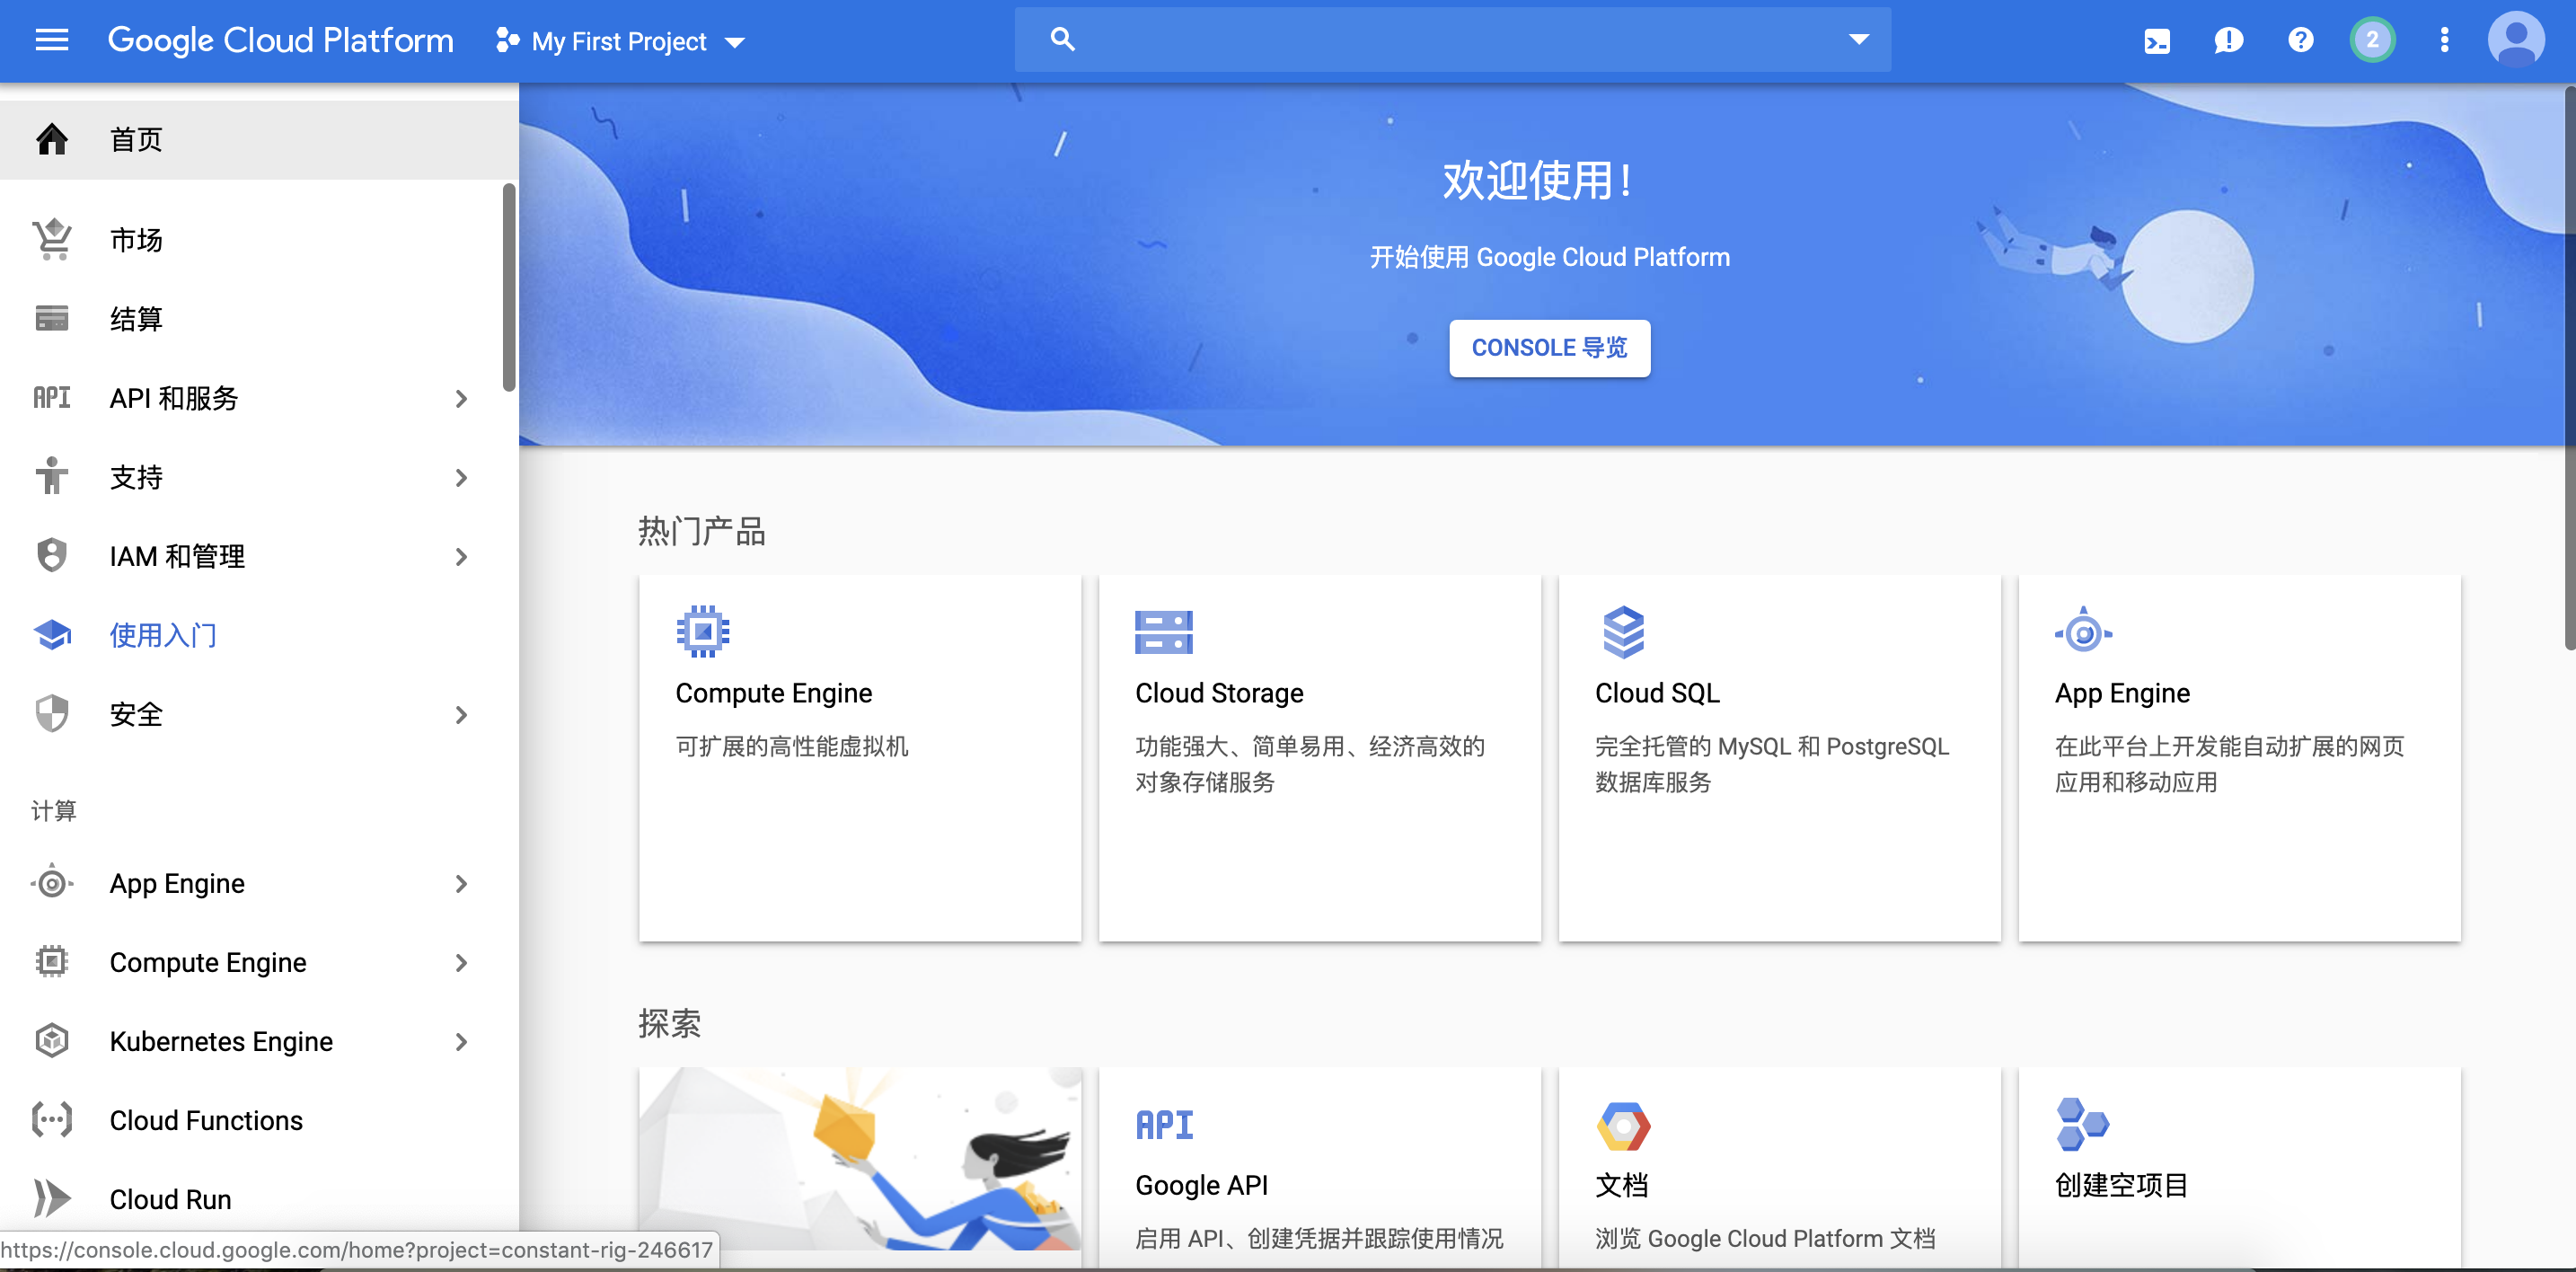 Google Cloud Platform
My First Project
2
首页
市场
结算
API
API 和服务
支持
IAM 和管理
使用入门
安全
计算
App Engine
Compute Engine
Kubernetes Engine
Cloud Functions
Cloud Run
https://console.cloud.google.com/home?project=constant-rig-246617
欢迎使用！
开始使用 Google Cloud Platform
CONSOLE 导览
热门产品
Compute Engine
可扩展的高性能虚拟机
Cloud Storage
功能强大、简单易用、经济高效的
对象存储服务
Cloud SQL
完全托管的 MySQL 和 PostgreSQL
数据库服务
App Engine
在此平台上开发能自动扩展的网页
应用和移动应用
探索
API
Google API
启用 API、创建凭据并跟踪使用情况
文档
浏览 Google Cloud Platform 文档
创建空项目